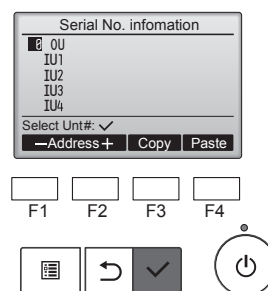 Serial No. infomation
0 OU
IU1
IU2
IU3
IU4
Select Unt#: ✓
−Address+ Copy Paste
F1 F2 F3 F4